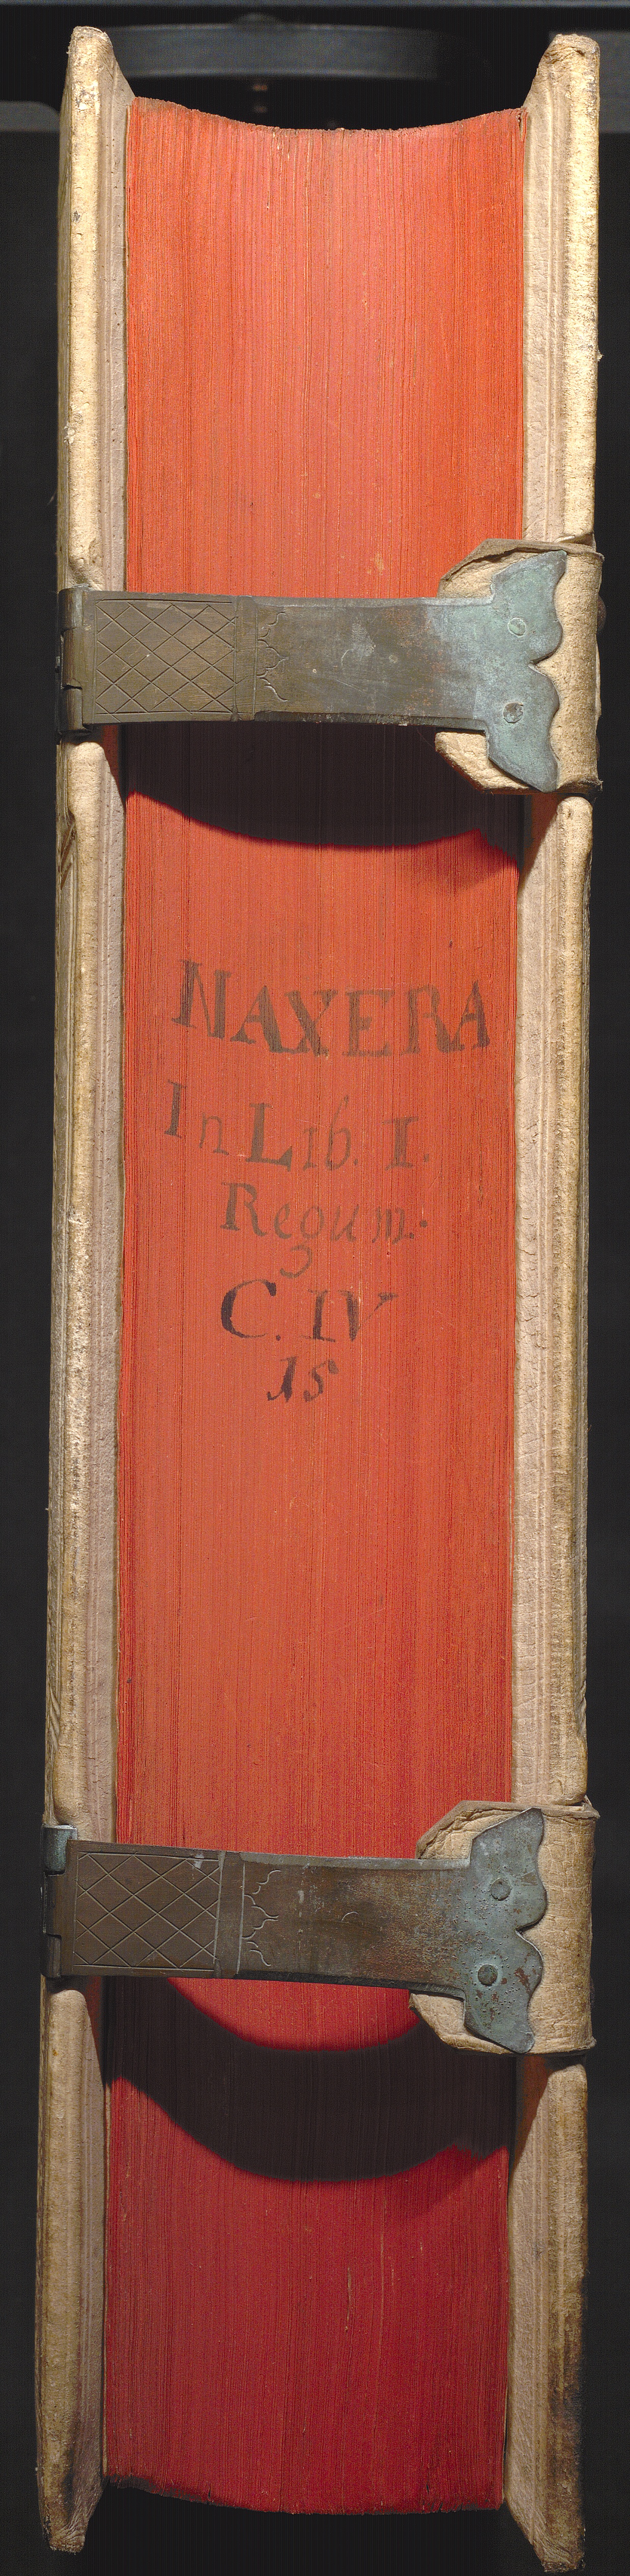 NAXERA
In Lib. I.
Regum.
C. IV
15